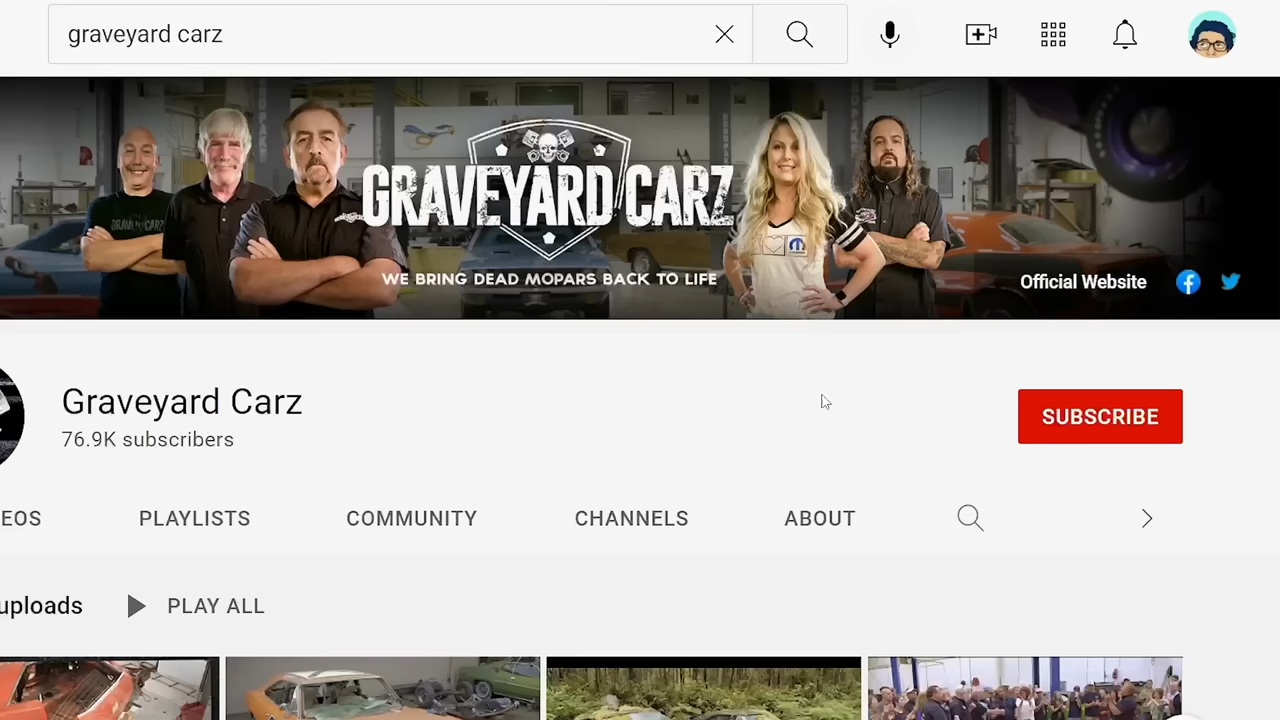 graveyard carz
GRAVEYARD CARZ
WE BRING DEAD MOPARS BACK TO LIFE
Official Website
Graveyard Carz
76.9K subscribers
SUBSCRIBE
EOS
PLAYLISTS
COMMUNITY
CHANNELS
ABOUT
uploads
PLAY ALL